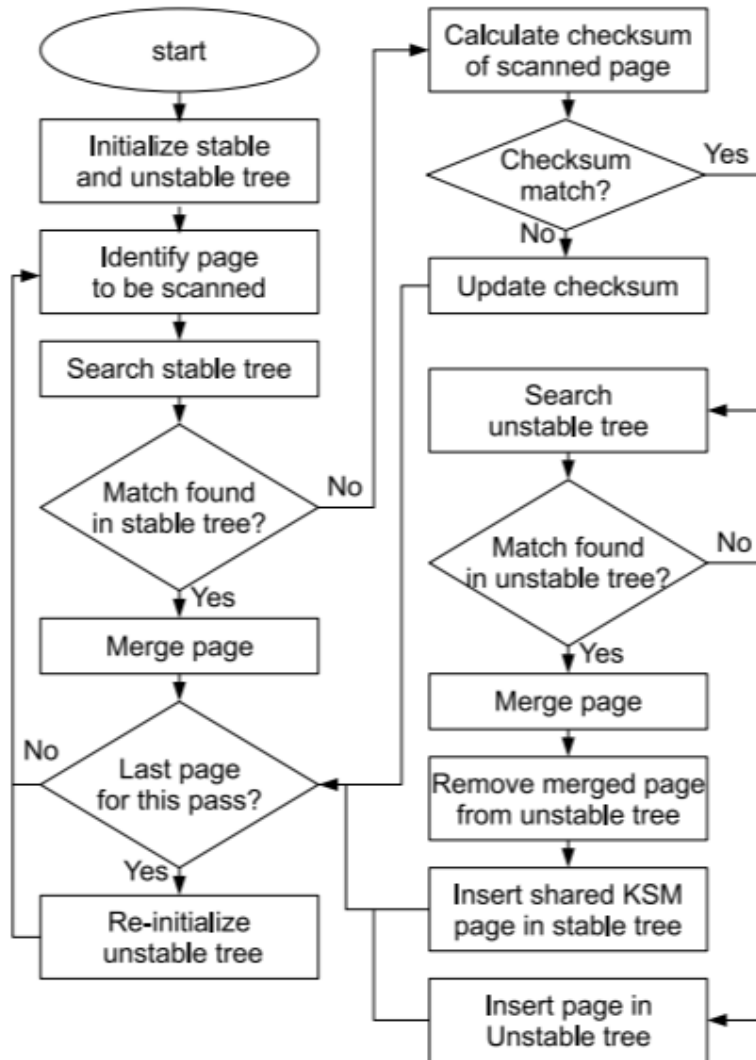 start
Initialize stable
and unstable tree
Identify page
to be scanned
Search stable tree
Match found
in stable tree?
No
Yes
Merge page
No
Last page
for this pass?
Yes
Re-initialize
unstable tree
Calculate checksum
of scanned page
Checksum
match?
Yes
No
Update checksum
Search
unstable tree
Match found
in unstable tree?
No
Yes
Merge page
Remove merged page
from unstable tree
Insert shared KSM
page in stable tree
Insert page in
Unstable tree